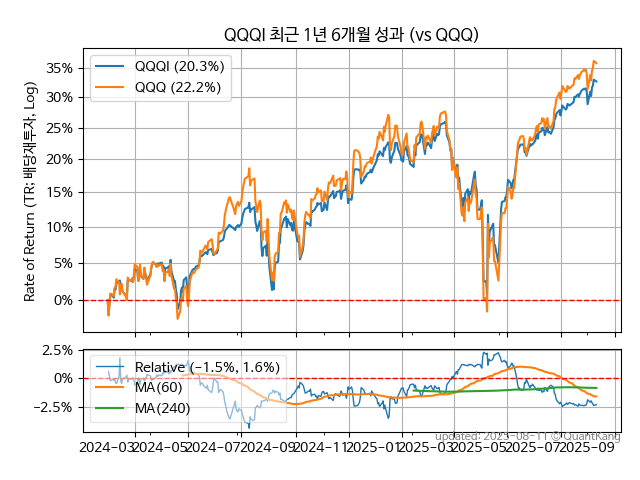 QQQI 최근 1년 6개월 성과 (vs QQQ)
Rate of Return (TR: 배당재투자, Log)
35%
30%
25%
20%
15%
10%
5%
0%
QQQI (20.3%)
QQQ (22.2%)
2.5%
0%
−2.5%
Relative (−1.5%, 1.6%)
MA(60)
MA(240)
updated: 2025-08-11 © QuantKang
2024-03 2024-05 2024-07 2024-09 2024-11 2025-01 2025-03 2025-05 2025-07 2025-09